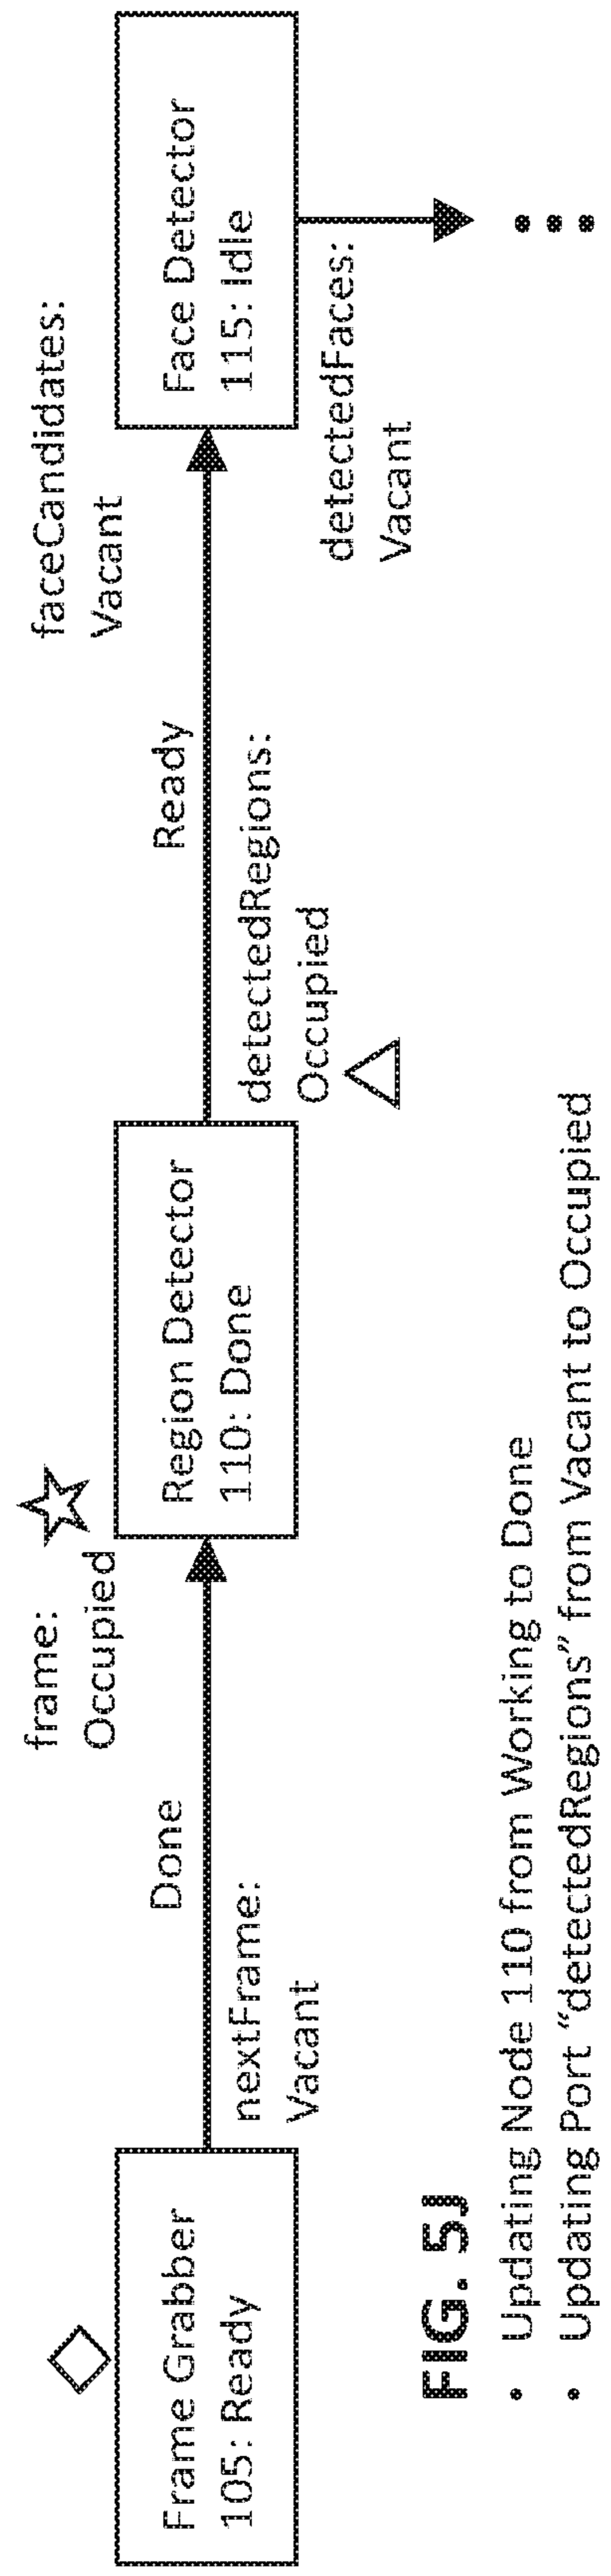 Frame Grabber
105: Ready
Done
nextFrame:
Vacant
frame:
Occupied
Region Detector
110: Done
Ready
detectedRegions:
Occupied
faceCandidates:
Vacant
Face Detector
115: Idle
detectedFaces:
Vacant
FIG. 5J
• Updating Node 110 from Working to Done
• Updating Port “detectedRegions” from Vacant to Occupied